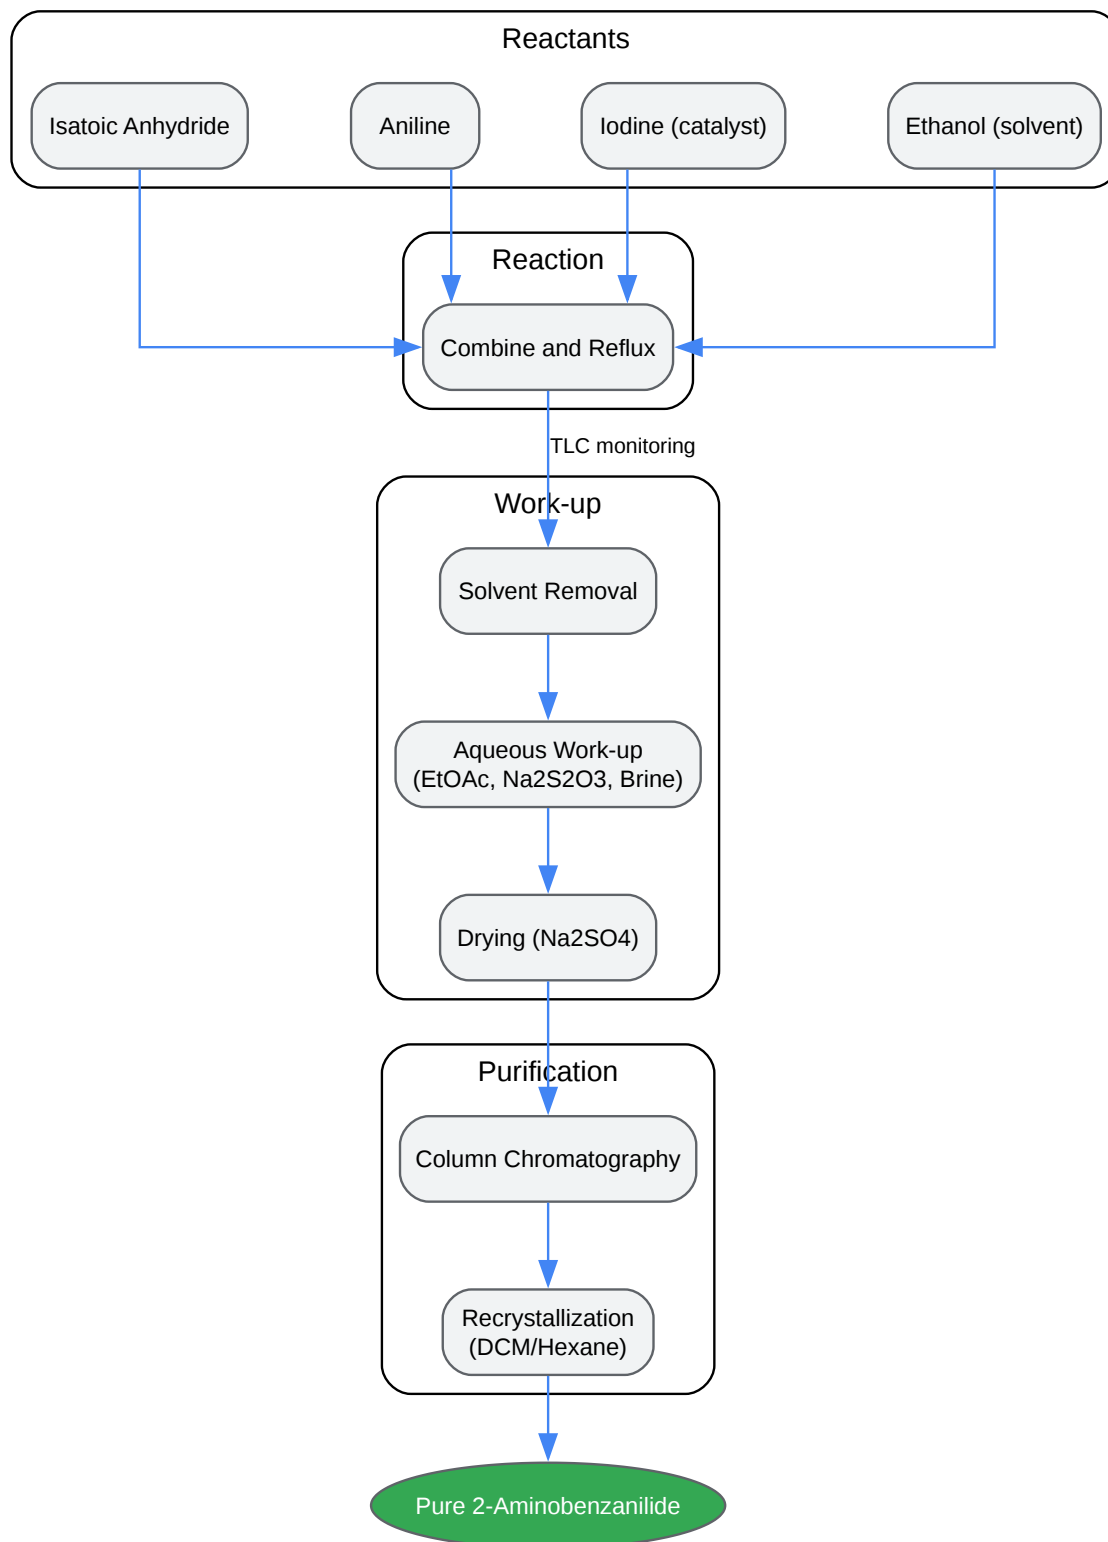 Reactants
Isatoic Anhydride
Aniline
Iodine (catalyst)
Ethanol (solvent)
Reaction
Combine and Reflux
TLC monitoring
Work-up
Solvent Removal
Aqueous Work-up
(EtOAc, Na2S2O3, Brine)
Drying (Na2SO4)
Purification
Column Chromatography
Recrystallization
(DCM/Hexane)
Pure 2-Aminobenzanilide